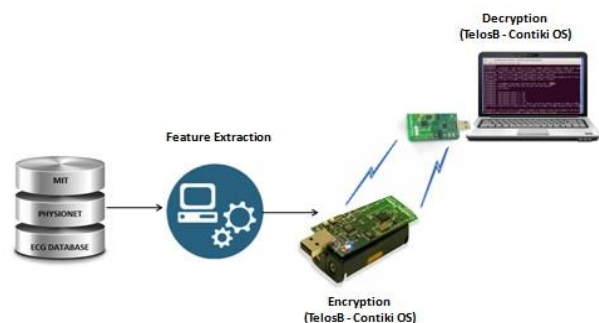 Decryption
(TelosB - Contiki OS)
Feature Extraction
MIT
PHYSIONET
ECG DATABASE
Encryption
(TelosB - Contiki OS)